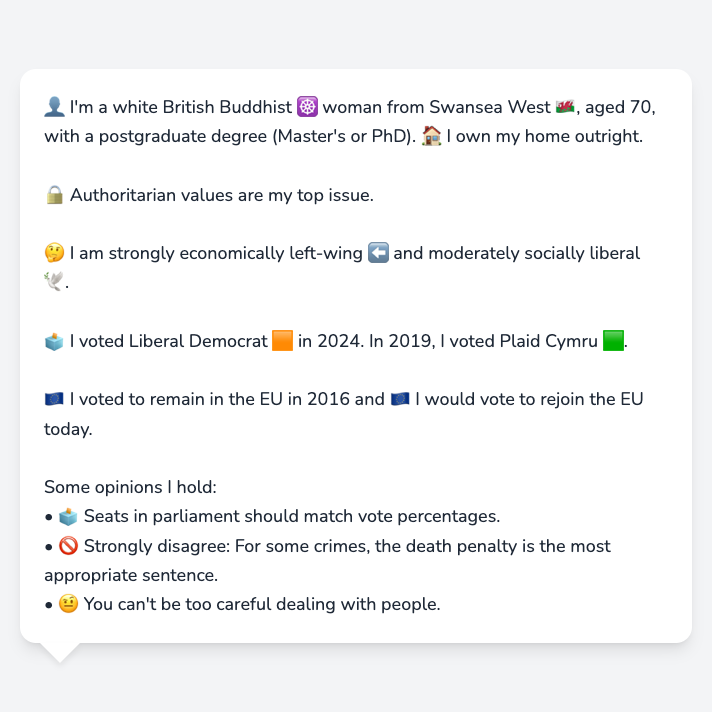 👤 I'm a white British Buddhist ☸️ woman from Swansea West 🏴󠁧󠁢󠁷󠁬󠁳󠁿, aged 70,
with a postgraduate degree (Master's or PhD). 🏠 I own my home outright.
🔒 Authoritarian values are my top issue.
🤔 I am strongly economically left-wing ⬅️ and moderately socially liberal
🕊️.
🗳️ I voted Liberal Democrat 🟧 in 2024. In 2019, I voted Plaid Cymru 🟩.
🇪🇺 I voted to remain in the EU in 2016 and 🇪🇺 I would vote to rejoin the EU
today.
Some opinions I hold:
• 🗳️ Seats in parliament should match vote percentages.
• 🚫 Strongly disagree: For some crimes, the death penalty is the most
appropriate sentence.
• 🤨 You can't be too careful dealing with people.